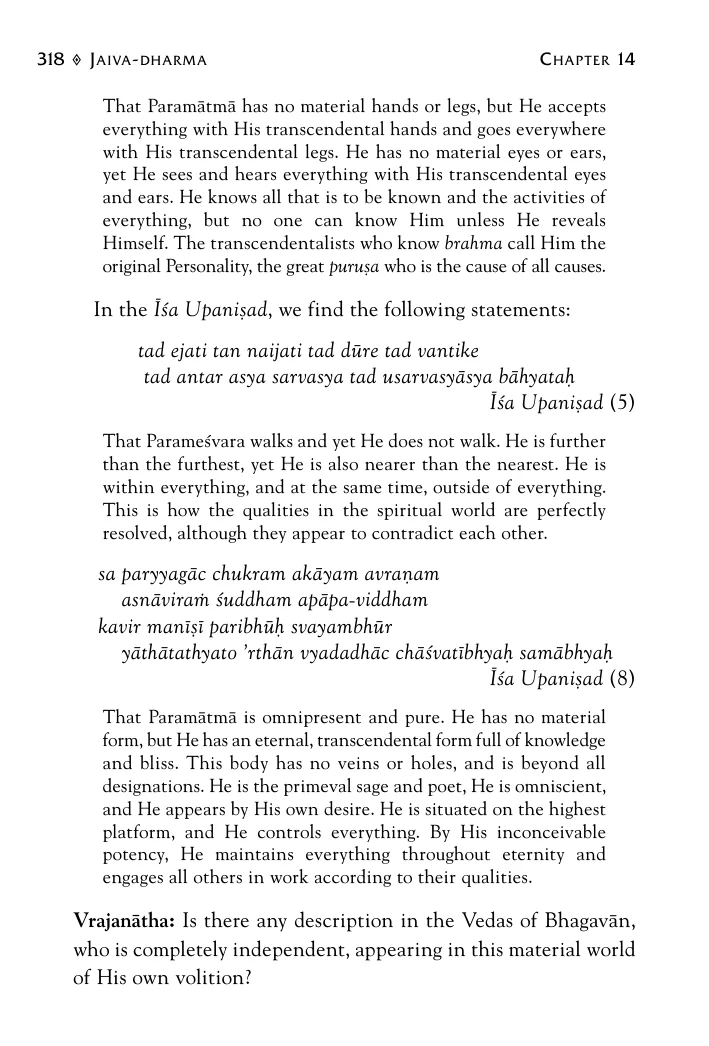 318 ◊ JAIVA-DHARMA CHAPTER 14
That Paramātmā has no material hands or legs, but He accepts
everything with His transcendental hands and goes everywhere
with His transcendental legs. He has no material eyes or ears,
yet He sees and hears everything with His transcendental eyes
and ears. He knows all that is to be known and the activities of
everything, but no one can know Him unless He reveals
Himself. The transcendentalists who know brahma call Him the
original Personality, the great puruṣa who is the cause of all causes.
In the Īśa Upaniṣad, we find the following statements:
tad ejati tan naijati tad dūre tad vantike
tad antar asya sarvasya tad usarvasyāsya bāhyataḥ
Īśa Upaniṣad (5)
That Parameśvara walks and yet He does not walk. He is further
than the furthest, yet He is also nearer than the nearest. He is
within everything, and at the same time, outside of everything.
This is how the qualities in the spiritual world are perfectly
resolved, although they appear to contradict each other.
sa paryyagāc chukram akāyam avraṇam
asnāviraṁ śuddham apāpa-viddham
kavir manīṣī paribhūḥ svayambhūr
yāthātathyato ’rthān vyadadhāc chāśvatībhyaḥ samābhyaḥ
Īśa Upaniṣad (8)
That Paramātmā is omnipresent and pure. He has no material
form, but He has an eternal, transcendental form full of knowledge
and bliss. This body has no veins or holes, and is beyond all
designations. He is the primeval sage and poet, He is omniscient,
and He appears by His own desire. He is situated on the highest
platform, and He controls everything. By His inconceivable
potency, He maintains everything throughout eternity and
engages all others in work according to their qualities.
Vrajanātha: Is there any description in the Vedas of Bhagavān,
who is completely independent, appearing in this material world
of His own volition?